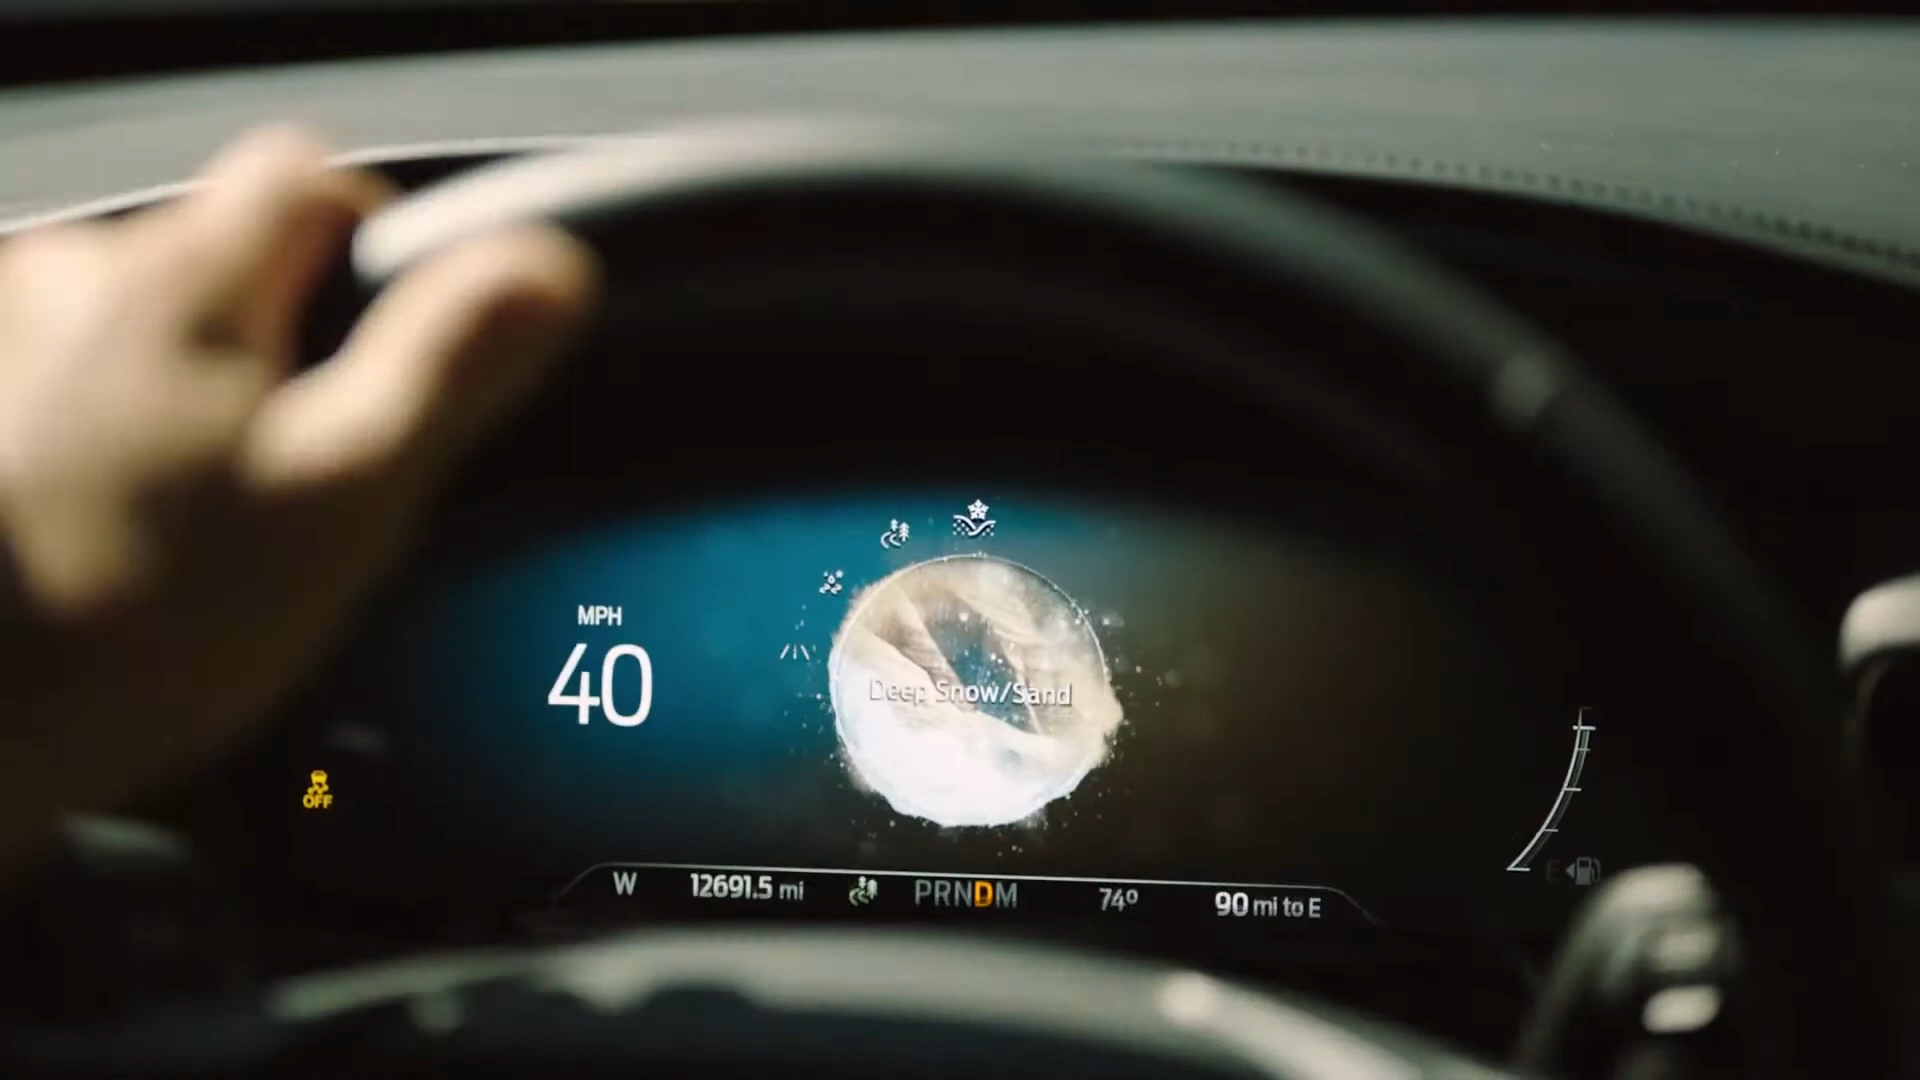 MPH
40
Deep Snow/Sand
OFF
E
W 12691.5 mi PRNDM 74° 90 mi to E